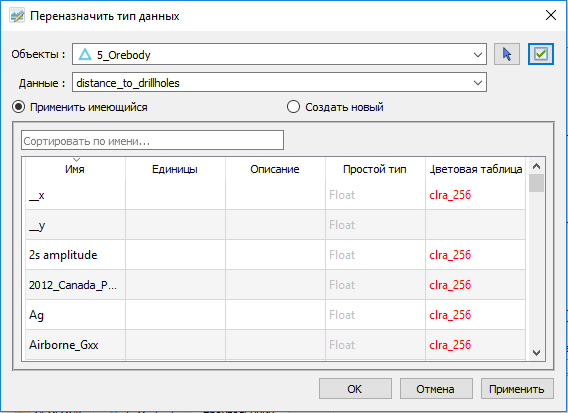 Переназначить тип данных
Объекты : 5_Orebody
Данные : distance_to_drillholes
Применить имеющийся Создать новый
Сортировать по имени...
Имя Единицы Описание Простой тип Цветовая таблица
__x Float clra_256
__y Float
2s amplitude Float clra_256
2012_Canada_P... Float
Ag Float clra_256
Airborne_Gxx Float clra_256
OK Отмена Применить